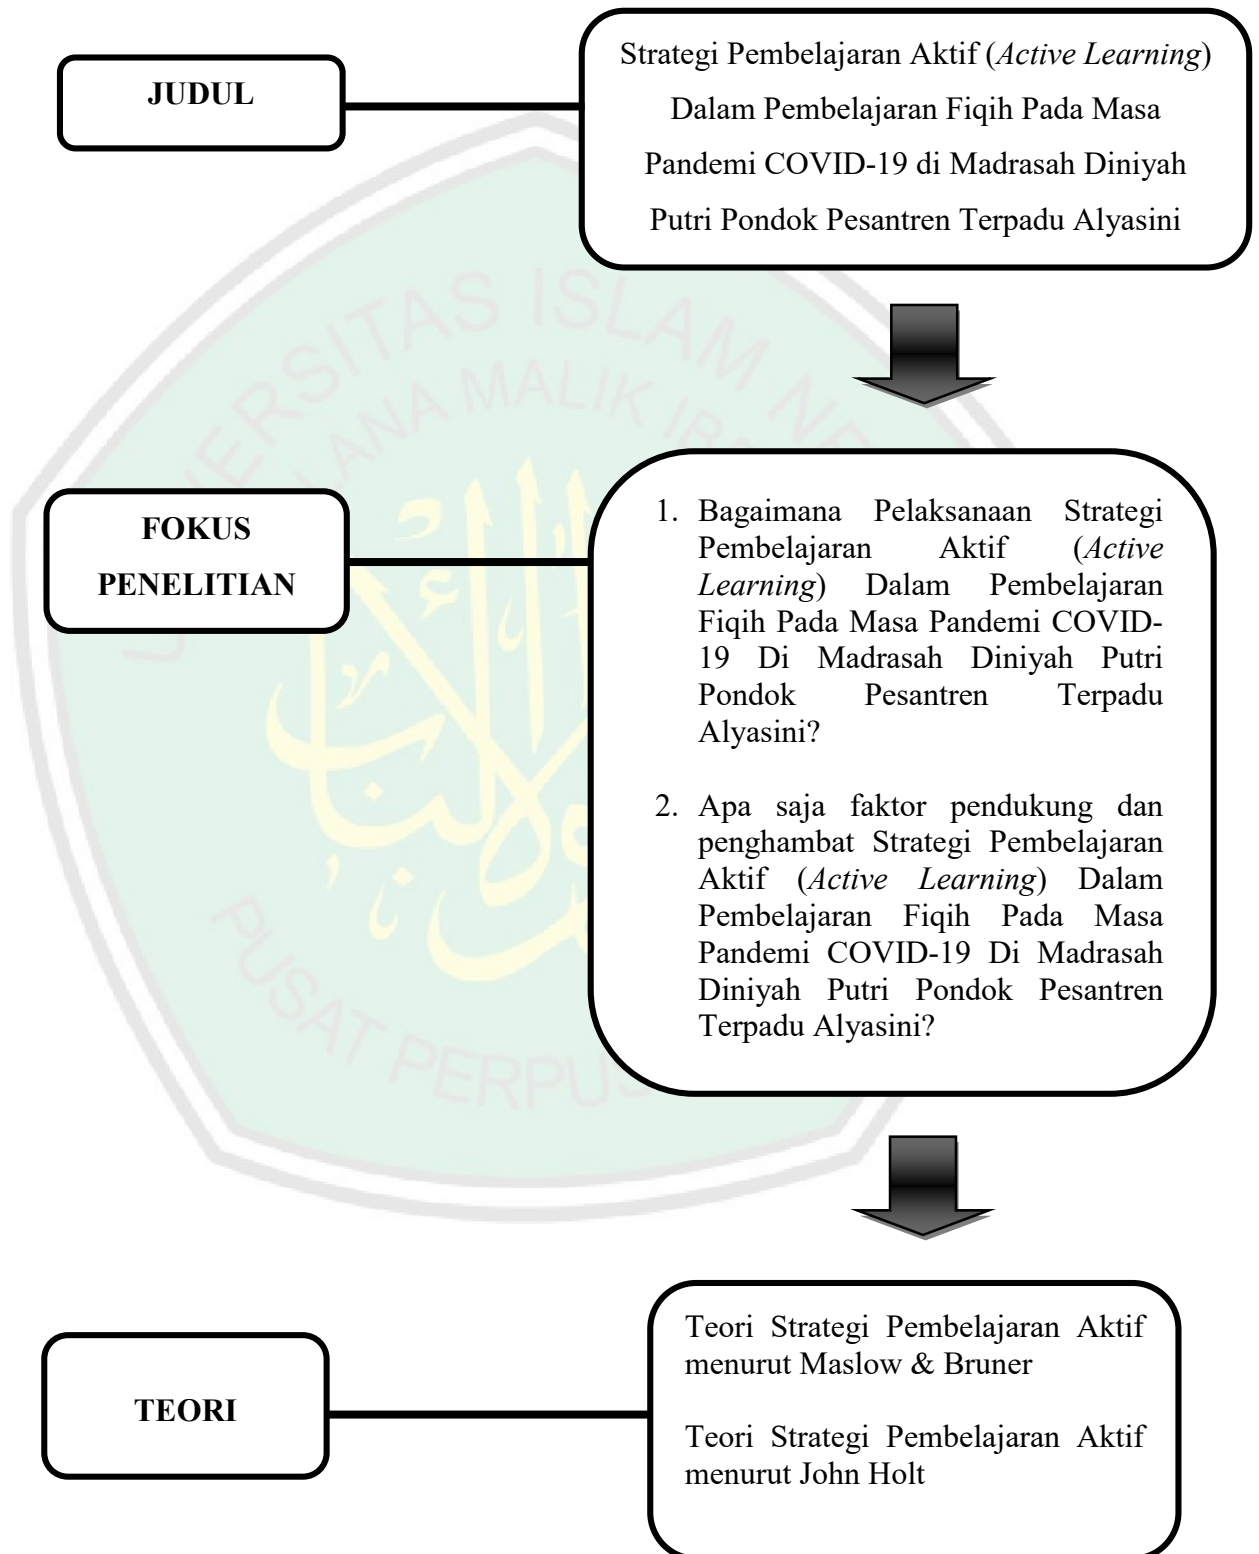 JUDUL
Strategi Pembelajaran Aktif (Active Learning)
Dalam Pembelajaran Fiqih Pada Masa
Pandemi COVID-19 di Madrasah Diniyah
Putri Pondok Pesantren Terpadu Alyasini
FOKUS
PENELITIAN
1. Bagaimana Pelaksanaan Strategi
Pembelajaran Aktif (Active
Learning) Dalam Pembelajaran
Fiqih Pada Masa Pandemi COVID-
19 Di Madrasah Diniyah Putri
Pondok Pesantren Terpadu
Alyasini?
2. Apa saja faktor pendukung dan
penghambat Strategi Pembelajaran
Aktif (Active Learning) Dalam
Pembelajaran Fiqih Pada Masa
Pandemi COVID-19 Di Madrasah
Diniyah Putri Pondok Pesantren
Terpadu Alyasini?
TEORI
Teori Strategi Pembelajaran Aktif
menurut Maslow & Bruner
Teori Strategi Pembelajaran Aktif
menurut John Holt